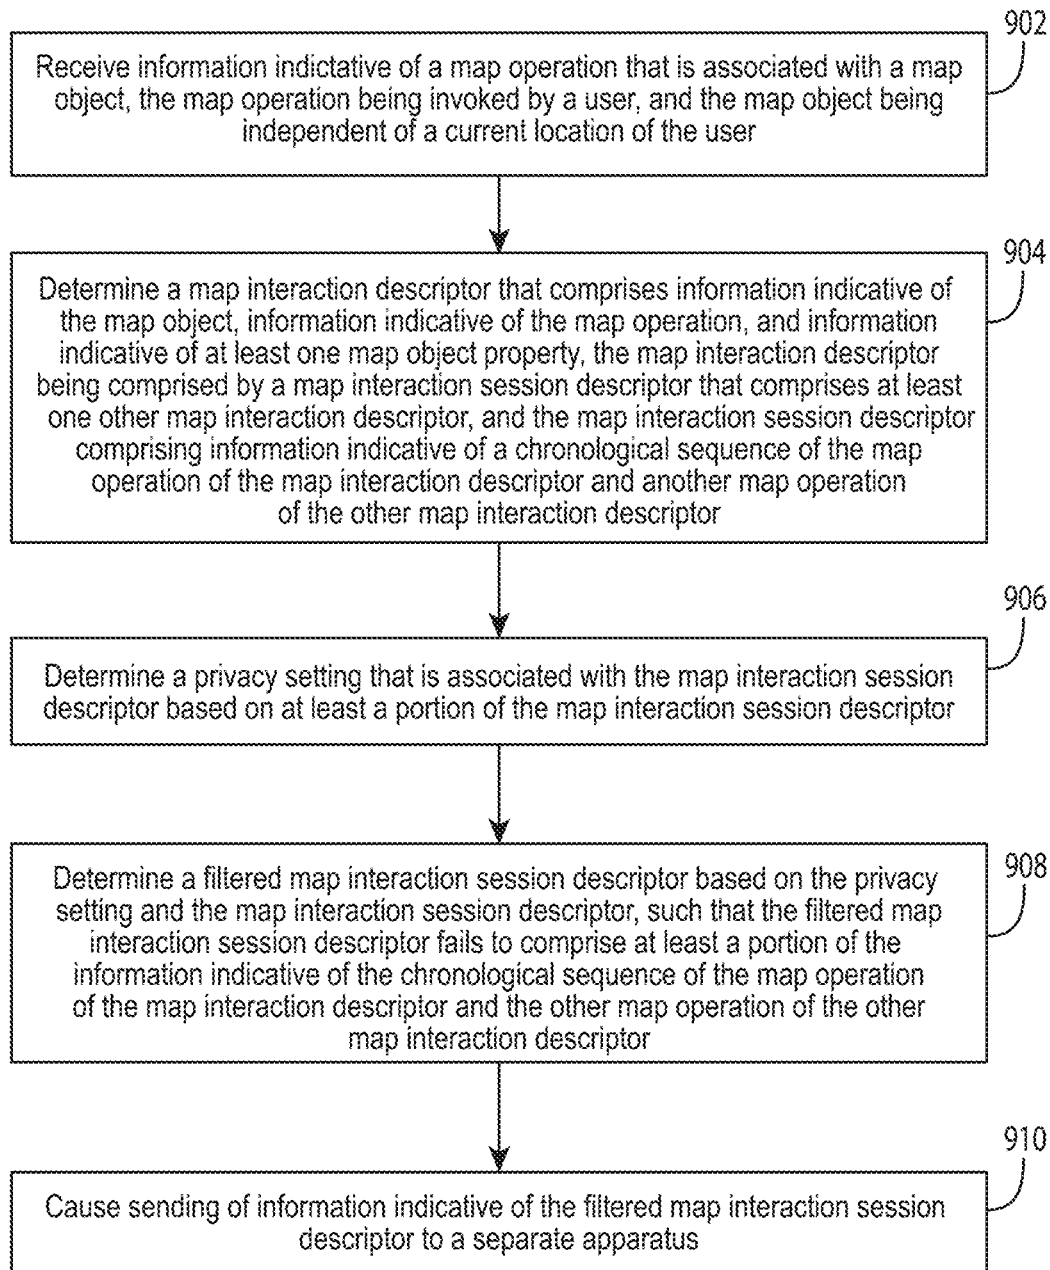 902
Receive information indictative of a map operation that is associated with a map
object, the map operation being invoked by a user, and the map object being
independent of a current location of the user
904
Determine a map interaction descriptor that comprises information indicative of
the map object, information indicative of the map operation, and information
indicative of at least one map object property, the map interaction descriptor
being comprised by a map interaction session descriptor that comprises at least
one other map interaction descriptor, and the map interaction session descriptor
comprising information indicative of a chronological sequence of the map
operation of the map interaction descriptor and another map operation
of the other map interaction descriptor
906
Determine a privacy setting that is associated with the map interaction session
descriptor based on at least a portion of the map interaction session descriptor
908
Determine a filtered map interaction session descriptor based on the privacy
setting and the map interaction session descriptor, such that the filtered map
interaction session descriptor fails to comprise at least a portion of the
information indicative of the chronological sequence of the map operation
of the map interaction descriptor and the other map operation of the other
map interaction descriptor
910
Cause sending of information indicative of the filtered map interaction session
descriptor to a separate apparatus